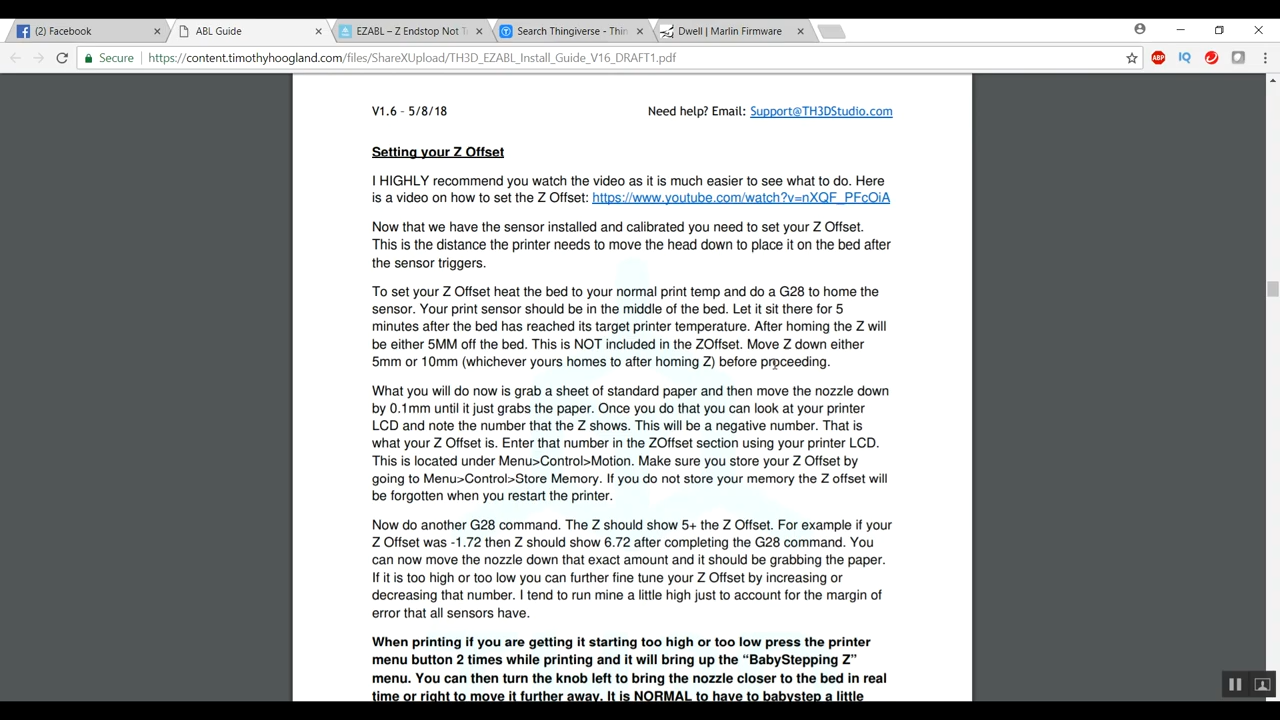 (2) Facebook
ABL Guide
EZABL – Z Endstop Not T
Search Thingiverse - Thin
Dwell | Marlin Firmware
Secure
https://content.timothyhoogland.com/files/ShareXUpload/TH3D_EZABL_Install_Guide_V16_DRAFT1.pdf
ABP
IQ
V1.6 - 5/8/18
Need help? Email: Support@TH3DStudio.com
Setting your Z Offset
I HIGHLY recommend you watch the video as it is much easier to see what to do. Here
is a video on how to set the Z Offset: https://www.youtube.com/watch?v=nXQF_PFcOiA
Now that we have the sensor installed and calibrated you need to set your Z Offset.
This is the distance the printer needs to move the head down to place it on the bed after
the sensor triggers.
To set your Z Offset heat the bed to your normal print temp and do a G28 to home the
sensor. Your print sensor should be in the middle of the bed. Let it sit there for 5
minutes after the bed has reached its target printer temperature. After homing the Z will
be either 5MM off the bed. This is NOT included in the ZOffset. Move Z down either
5mm or 10mm (whichever yours homes to after homing Z) before proceeding.
What you will do now is grab a sheet of standard paper and then move the nozzle down
by 0.1mm until it just grabs the paper. Once you do that you can look at your printer
LCD and note the number that the Z shows. This will be a negative number. That is
what your Z Offset is. Enter that number in the ZOffset section using your printer LCD.
This is located under Menu>Control>Motion. Make sure you store your Z Offset by
going to Menu>Control>Store Memory. If you do not store your memory the Z offset will
be forgotten when you restart the printer.
Now do another G28 command. The Z should show 5+ the Z Offset. For example if your
Z Offset was -1.72 then Z should show 6.72 after completing the G28 command. You
can now move the nozzle down that exact amount and it should be grabbing the paper.
If it is too high or too low you can further fine tune your Z Offset by increasing or
decreasing that number. I tend to run mine a little high just to account for the margin of
error that all sensors have.
When printing if you are getting it starting too high or too low press the printer
menu button 2 times while printing and it will bring up the “BabyStepping Z”
menu. You can then turn the knob left to bring the nozzle closer to the bed in real
time or right to move it further away. It is NORMAL to have to babystep a little